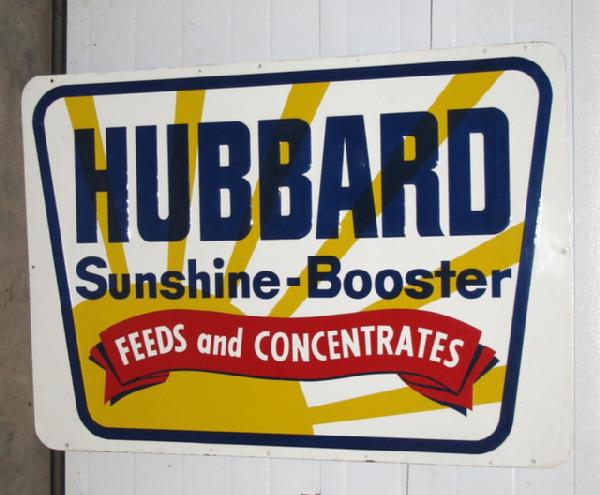 HUBBARD
Sunshine-Booster
FEEDS and CONCENTRATES